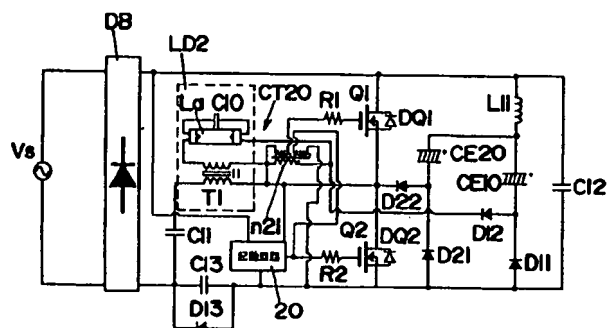 DB
LD2
CT20
La
C10
R1
Q1
DQ1
L11
CE20
CE10
C12
Vs
T1
n21
D22
D12
C11
Q2
DQ2
D21
D11
C13
R2
D13
20